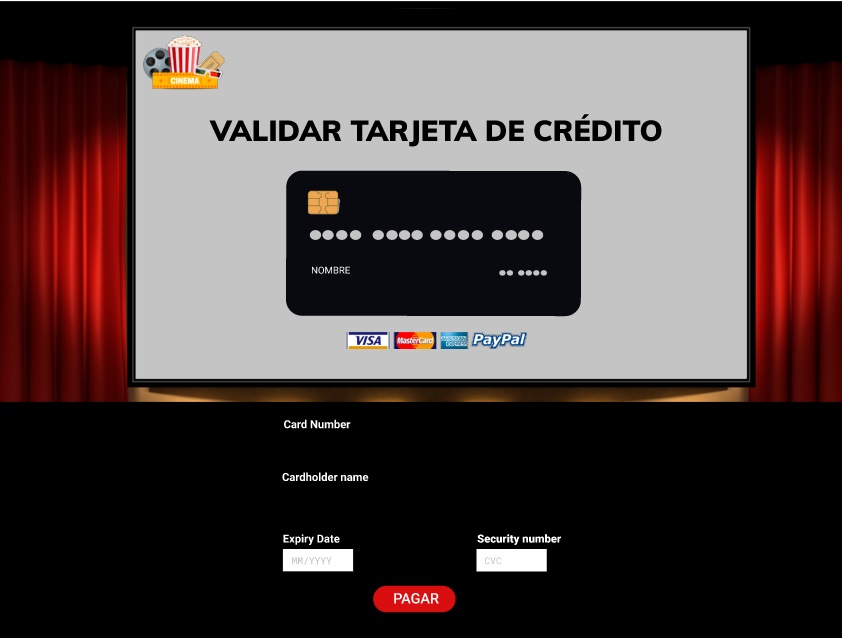 CINEMA
VALIDAR TARJETA DE CRÉDITO
NOMBRE
VISA MasterCard AMERICAN EXPRESS PayPal
Card Number
Cardholder name
Expiry Date Security number
MM/YYYY CVC
PAGAR